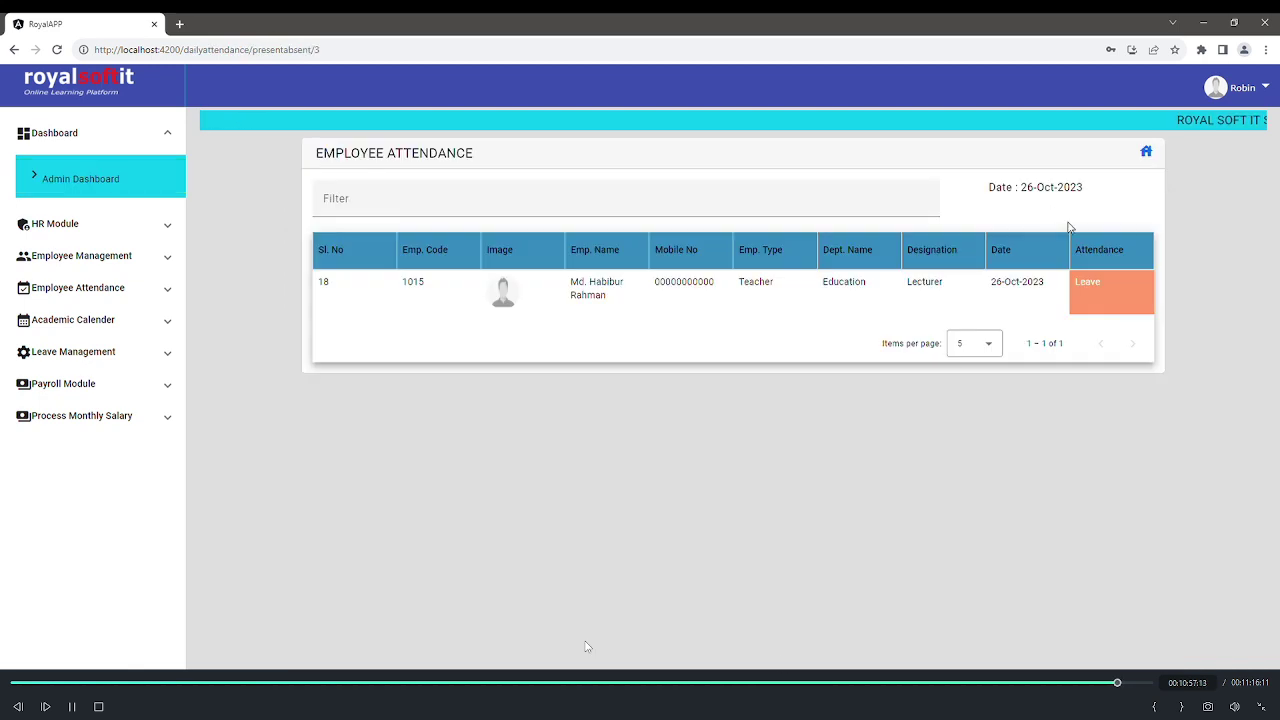 RoyalAPP
http://localhost:4200/dailyattendance/presentabsent/3
royalsoftit
Online Learning Platform
Robin
ROYAL SOFT IT S
Dashboard
Admin Dashboard
HR Module
Employee Management
Employee Attendance
Academic Calender
Leave Management
Payroll Module
Process Monthly Salary
EMPLOYEE ATTENDANCE
Filter
Date : 26-Oct-2023
Sl. No Emp. Code Image Emp. Name Mobile No Emp. Type Dept. Name Designation Date Attendance
18 1015 Md. Habibur Rahman 00000000000 Teacher Education Lecturer 26-Oct-2023 Leave
Items per page: 5 1 – 1 of 1
00:10:57:13 / 00:11:16:11